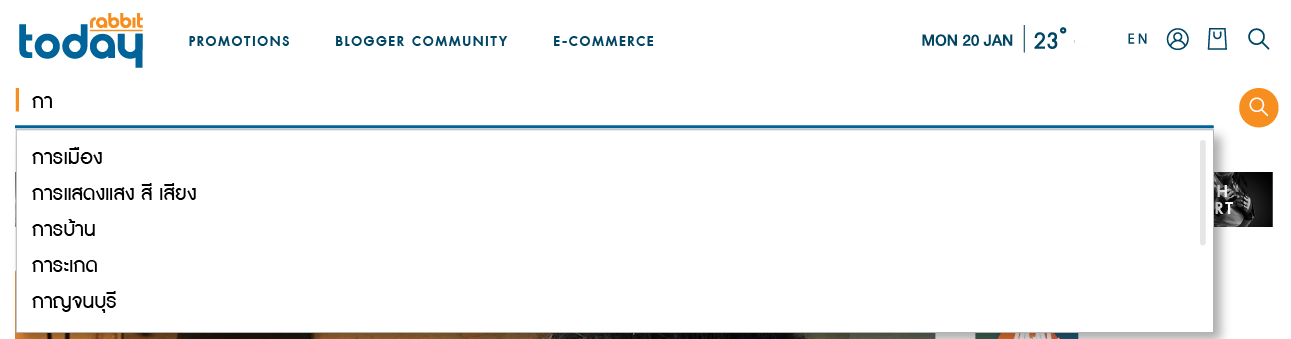 rabbit
today
PROMOTIONS BLOGGER COMMUNITY E-COMMERCE MON 20 JAN 23° EN
กา
การเมือง
การแสดงแสง สี เสียง
การบ้าน
การะเกด
กาญจนบุรี